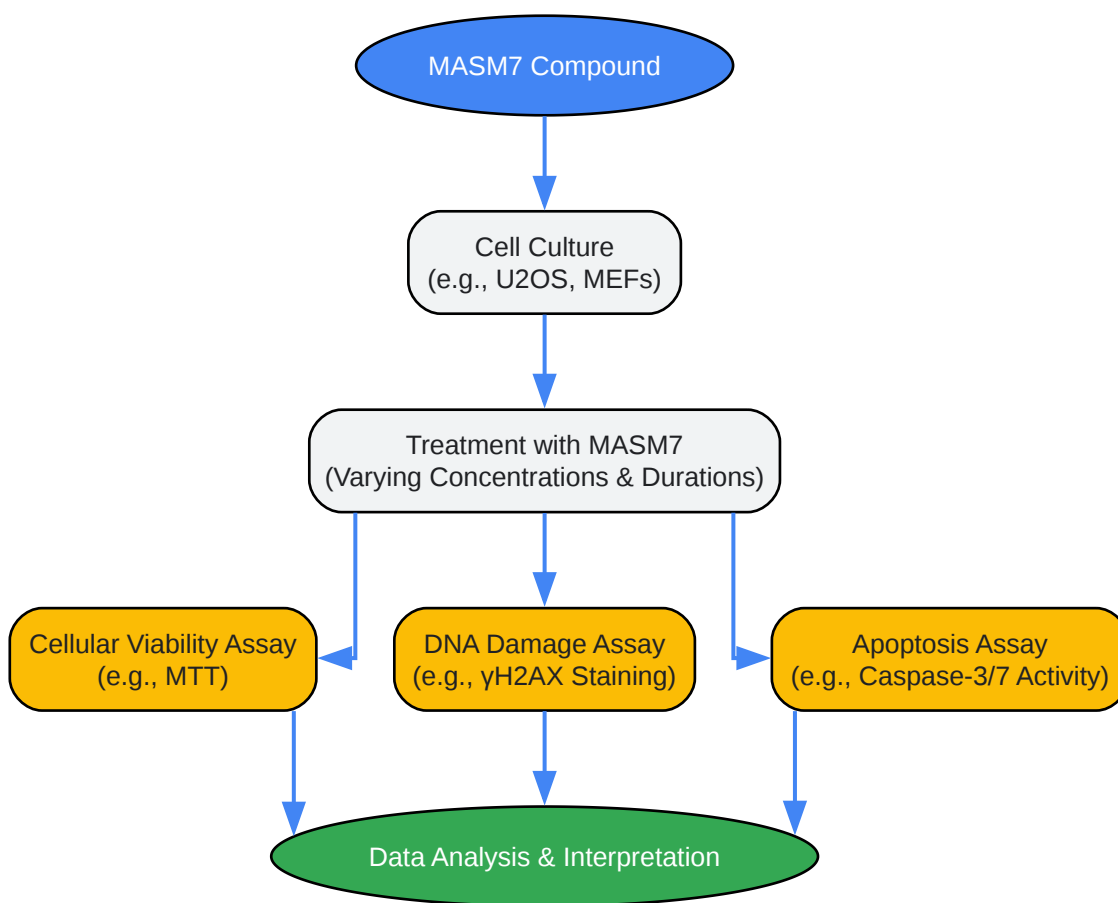 MASM7 Compound
Cell Culture
(e.g., U2OS, MEFs)
Treatment with MASM7
(Varying Concentrations & Durations)
Cellular Viability Assay
(e.g., MTT)
DNA Damage Assay
(e.g., γH2AX Staining)
Apoptosis Assay
(e.g., Caspase-3/7 Activity)
Data Analysis & Interpretation